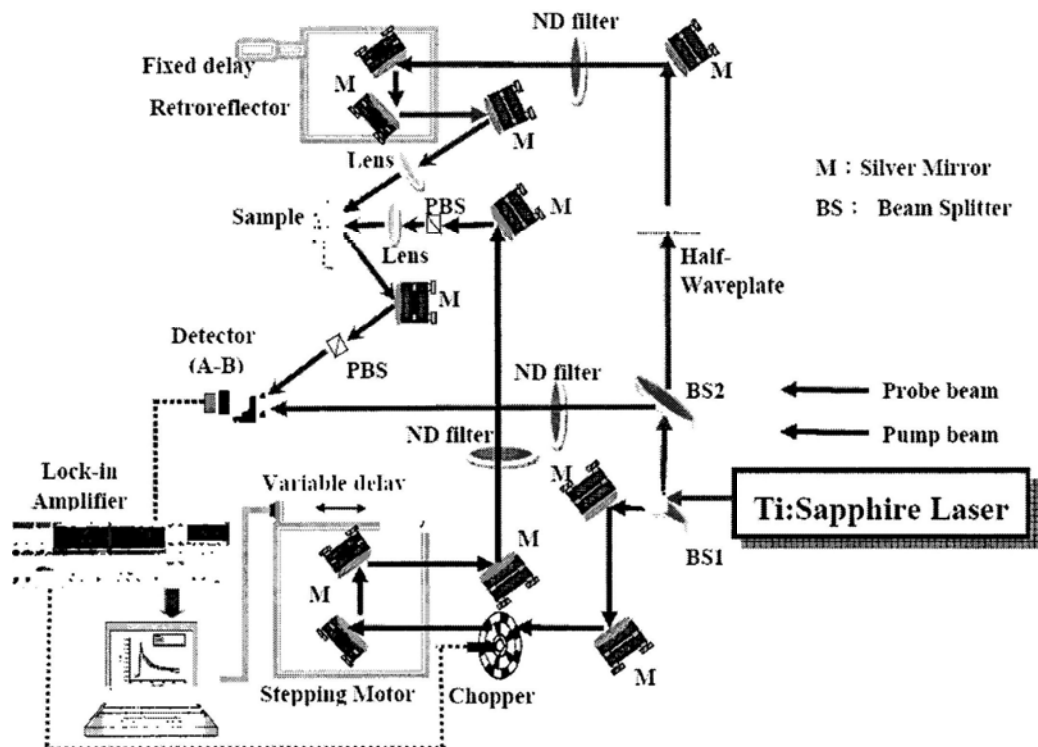 ND filter
M
Fixed delay
M
Retroreflector
M
Lens
M：Silver Mirror
Sample
PBS
M
BS： Beam Splitter
Lens
Half-
Waveplate
M
Detector
(A-B)
PBS
ND filter
BS2
Probe beam
ND filter
Pump beam
Lock-in
Amplifier
Variable delay
M
Ti:Sapphire Laser
M
BS1
M
Stepping Motor
Chopper
M